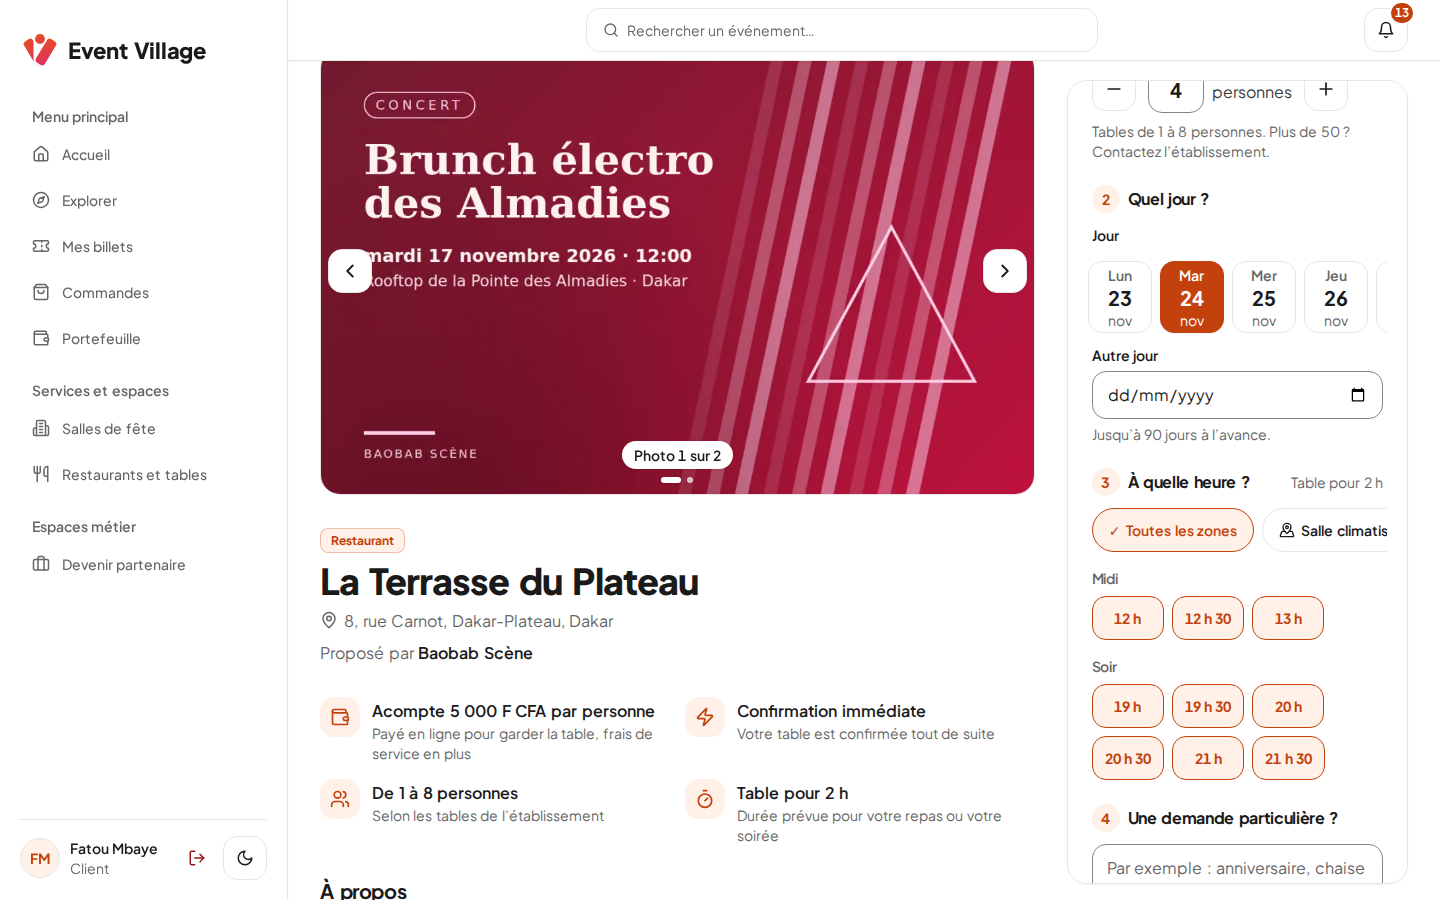 Event Village
Menu principal
Accueil
Explorer
Mes billets
Commandes
Portefeuille
Services et espaces
Salles de fête
Restaurants et tables
Espaces métier
Devenir partenaire
FM
Fatou Mbaye
Client
Rechercher un événement…
13
CONCERT
Brunch électro
des Almadies
mardi 17 novembre 2026 · 12:00
Rooftop de la Pointe des Almadies · Dakar
BAOBAB SCÈNE
Photo 1 sur 2
Restaurant
La Terrasse du Plateau
8, rue Carnot, Dakar-Plateau, Dakar
Proposé par Baobab Scène
Acompte 5 000 F CFA par personne
Payé en ligne pour garder la table, frais de
service en plus
Confirmation immédiate
Votre table est confirmée tout de suite
De 1 à 8 personnes
Selon les tables de l’établissement
Table pour 2 h
Durée prévue pour votre repas ou votre
soirée
À propos
− 4 personnes +
Tables de 1 à 8 personnes. Plus de 50 ?
Contactez l’établissement.
2 Quel jour ?
Jour
Lun
23
nov
Mar
24
nov
Mer
25
nov
Jeu
26
nov
Autre jour
dd/mm/yyyy
Jusqu’à 90 jours à l’avance.
3 À quelle heure ? Table pour 2 h
✓ Toutes les zones
Salle climatis
Midi
12 h 12 h 30 13 h
Soir
19 h 19 h 30 20 h
20 h 30 21 h 21 h 30
4 Une demande particulière ?
Par exemple : anniversaire, chaise